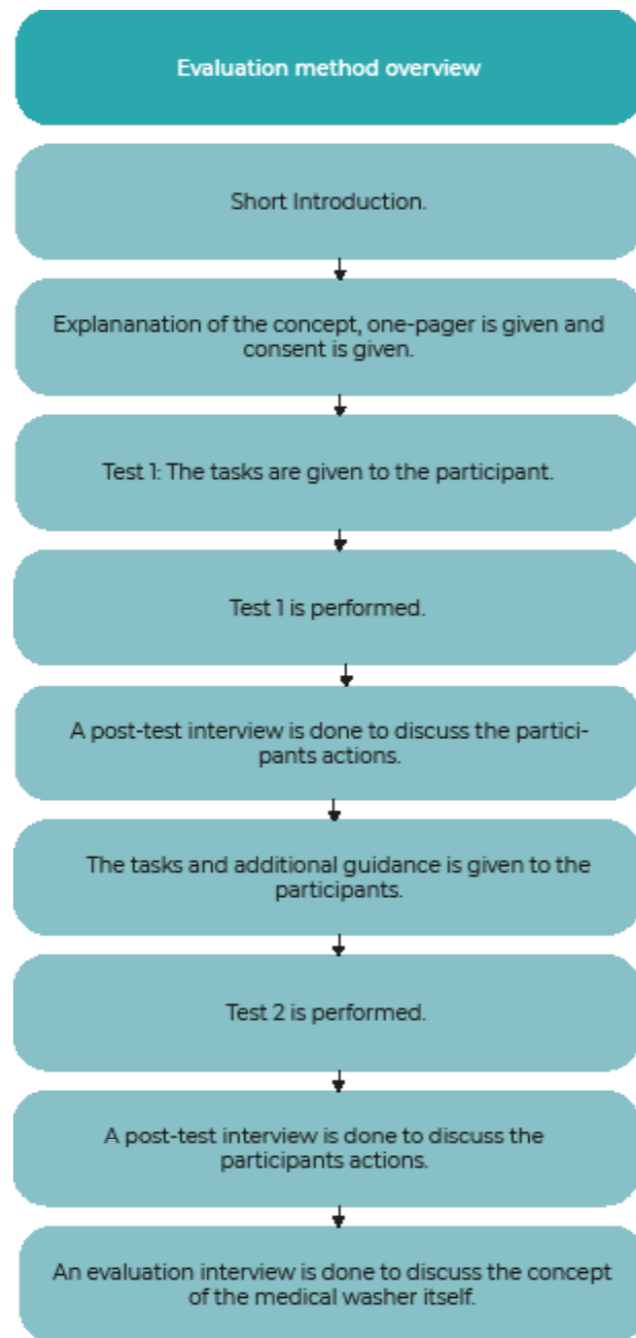 Evaluation method overview
Short Introduction.
Explananation of the concept, one-pager is given and
consent is given.
Test 1: The tasks are given to the participant.
Test 1 is performed.
A post-test interview is done to discuss the partici-
pants actions.
The tasks and additional guidance is given to the
participants.
Test 2 is performed.
A post-test interview is done to discuss the
participants actions.
An evaluation interview is done to discuss the concept
of the medical washer itself.